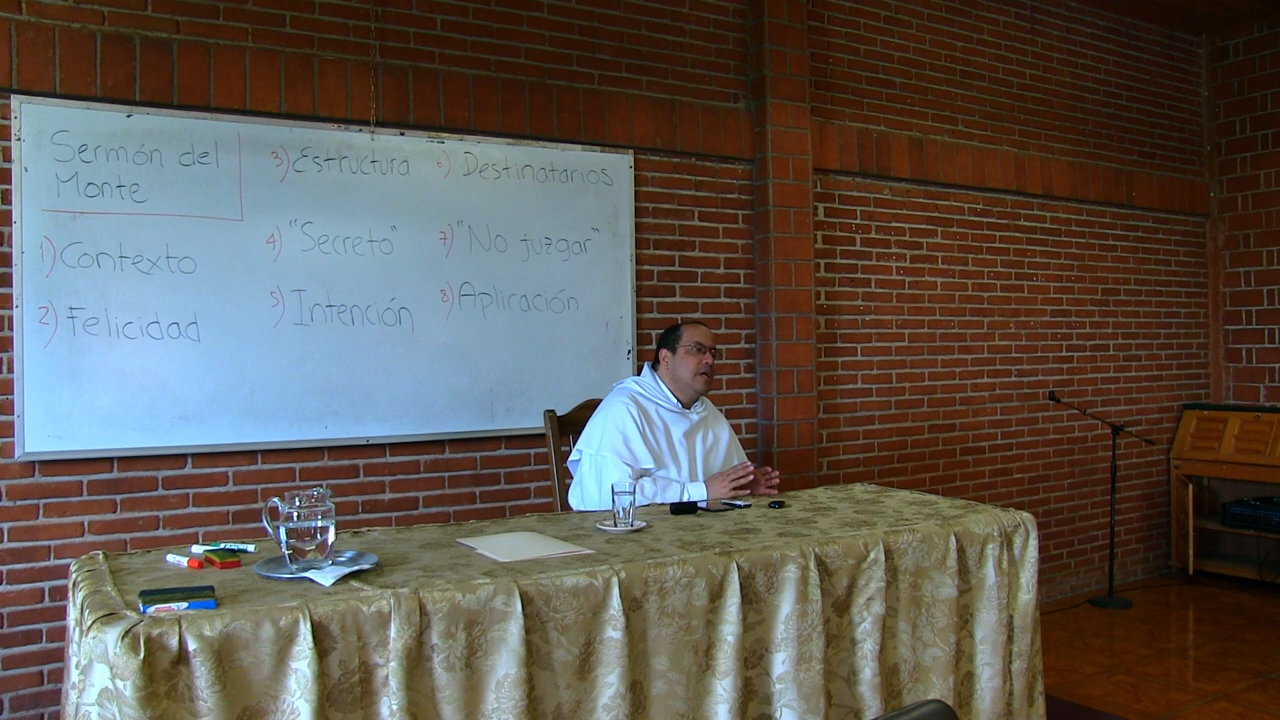 Sermón del
Monte
1) Contexto
2) Felicidad
3) Estructura
4) "Secreto"
5) Intención
6) Destinatarios
7) "No juzgar"
8) Aplicación